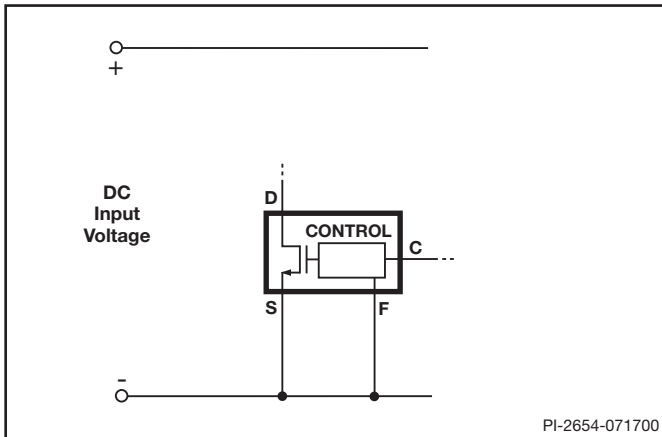 +
DC
Input
Voltage
D
CONTROL
C
S
F
-
PI-2654-071700